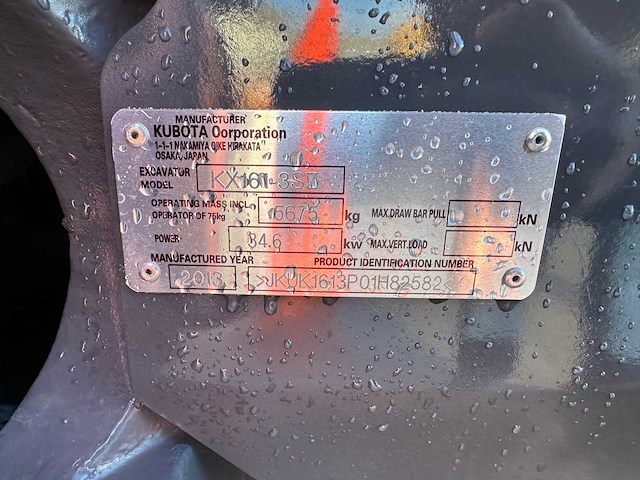 MANUFACTURER
KUBOTA Corporation
1-1-1 NAMAMIYA OIKE HIRAKATA
OSAKA, JAPAN
EXCAVATOR MODEL KX161-3ST
OPERATING MASS INCL. OPERATOR OF 75kg 5675 kg MAX.DRAW BAR PULL kN
POWER 34.6 kw MAX.VERT.LOAD kN
MANUFACTURED YEAR PRODUCT IDENTIFICATION NUMBER
2013 >JKUK1613P01H82582<